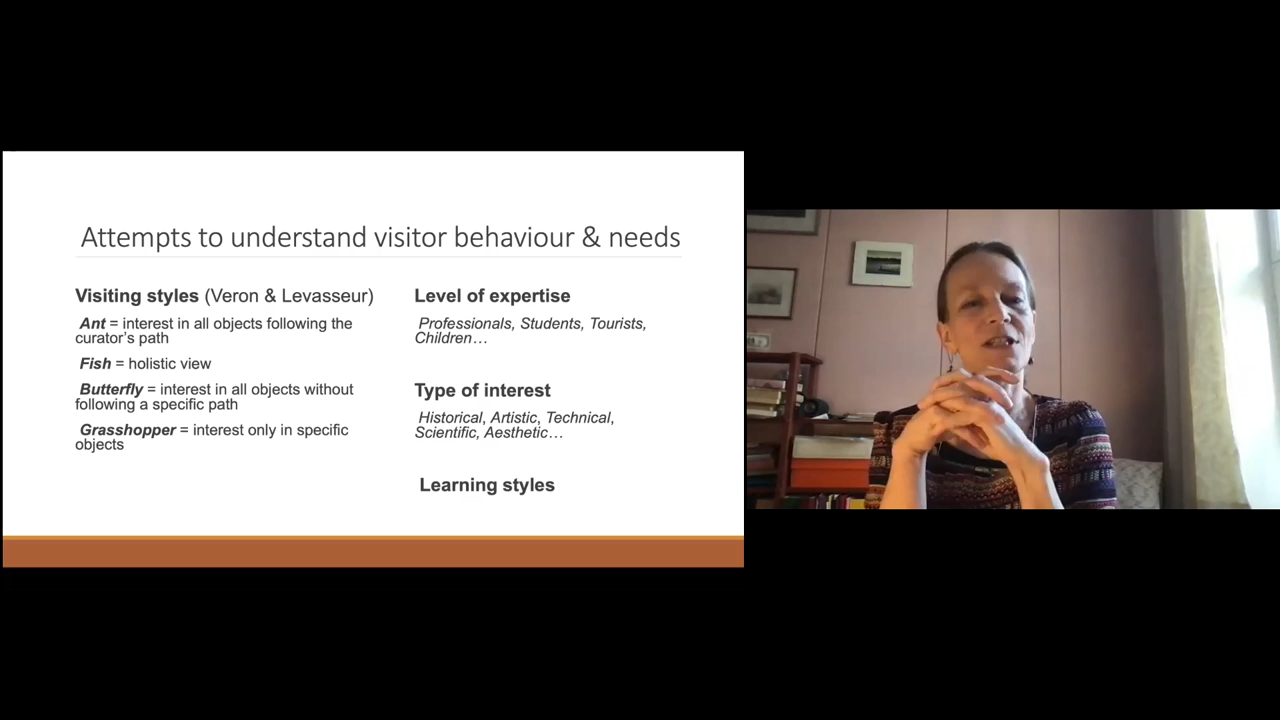 Attempts to understand visitor behaviour & needs
Visiting styles (Veron & Levasseur)
Ant = interest in all objects following the
curator's path
Fish = holistic view
Butterfly = interest in all objects without
following a specific path
Grasshopper = interest only in specific
objects
Level of expertise
Professionals, Students, Tourists,
Children…
Type of interest
Historical, Artistic, Technical,
Scientific, Aesthetic…
Learning styles